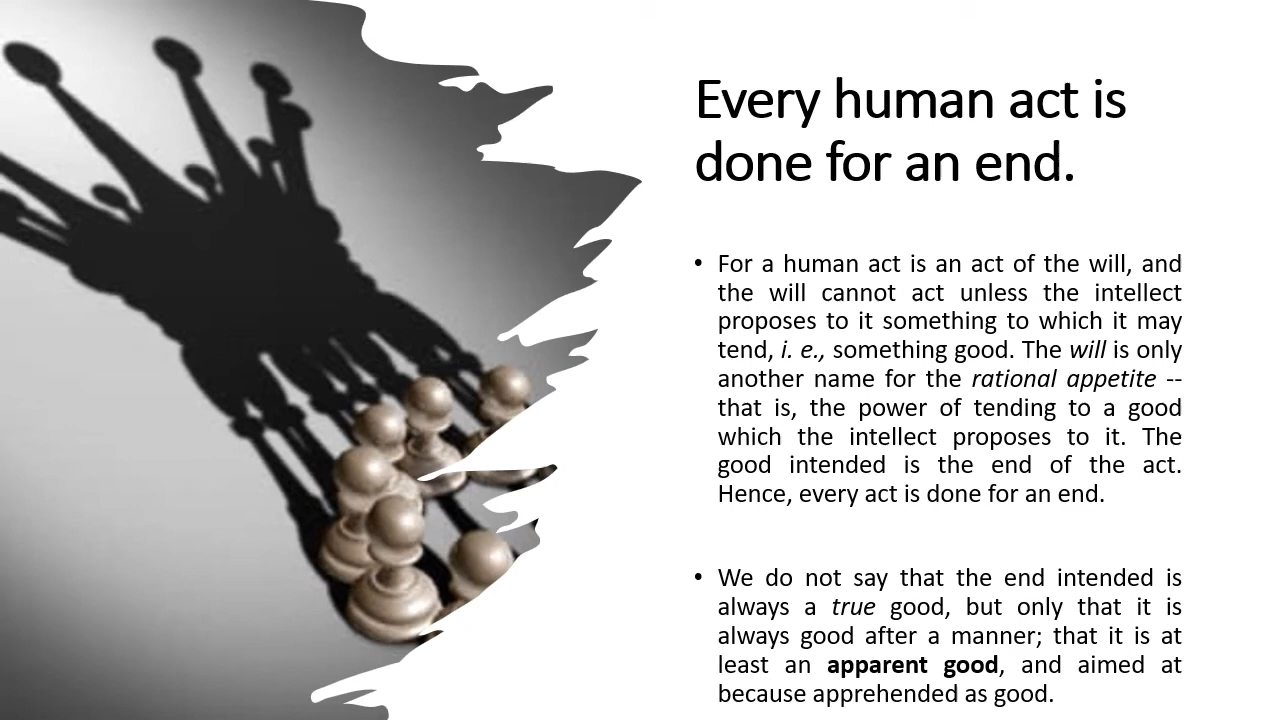 Every human act is
done for an end.
• For a human act is an act of the will, and
the will cannot act unless the intellect
proposes to it something to which it may
tend, i. e., something good. The will is only
another name for the rational appetite --
that is, the power of tending to a good
which the intellect proposes to it. The
good intended is the end of the act.
Hence, every act is done for an end.
• We do not say that the end intended is
always a true good, but only that it is
always good after a manner; that it is at
least an apparent good, and aimed at
because apprehended as good.